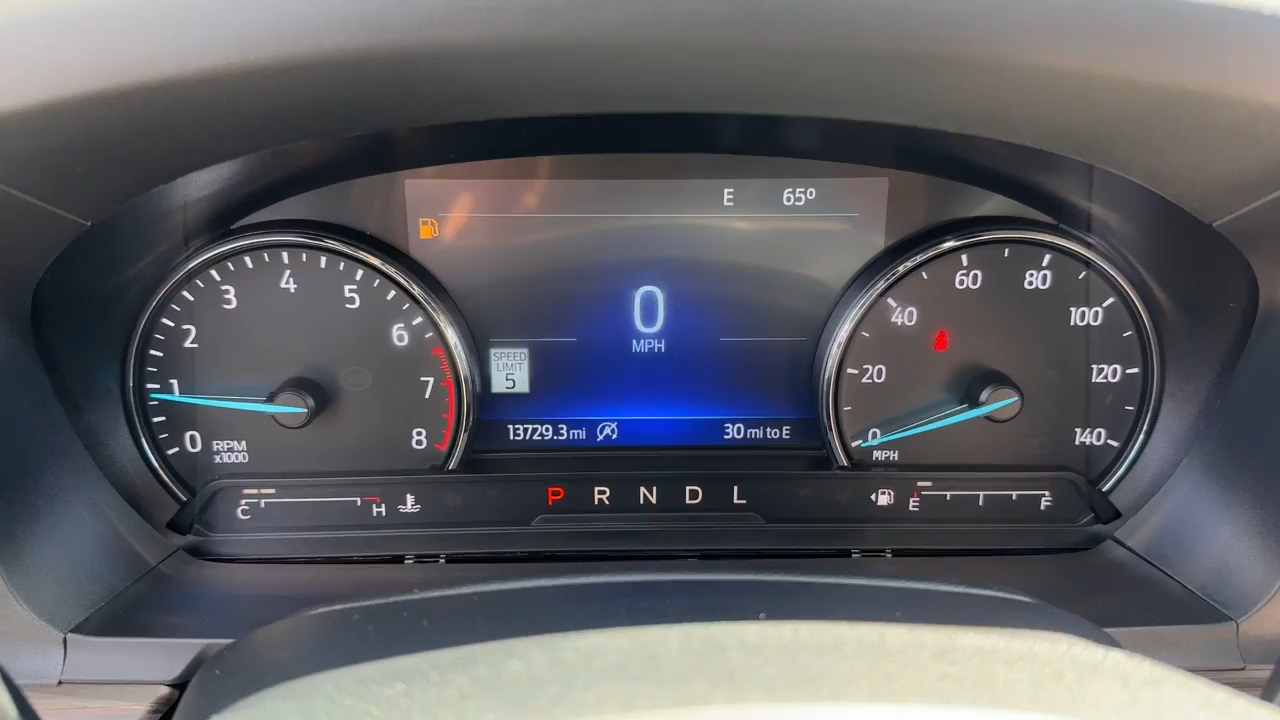 E 65º
0
MPH
SPEED
LIMIT
5
13729.3 mi
30 mi to E
0 1 2 3 4 5 6 7 8
RPM
x1000
0 20 40 60 80 100 120 140
MPH
C H
P R N D L
E F